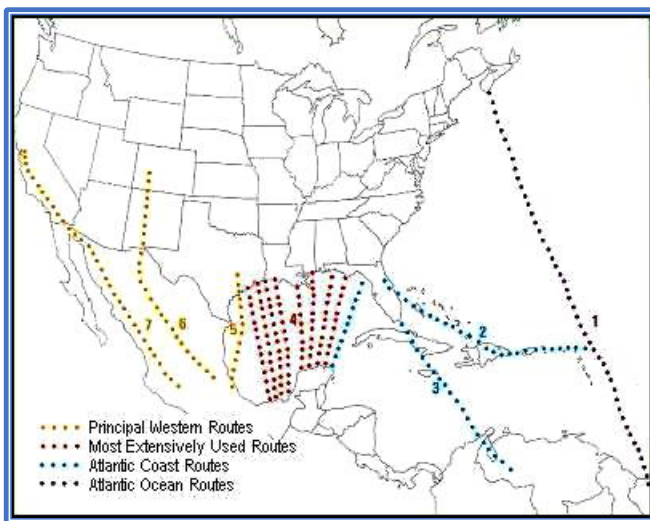 1
2
3
4
5
6
7
Principal Western Routes
Most Extensively Used Routes
Atlantic Coast Routes
Atlantic Ocean Routes